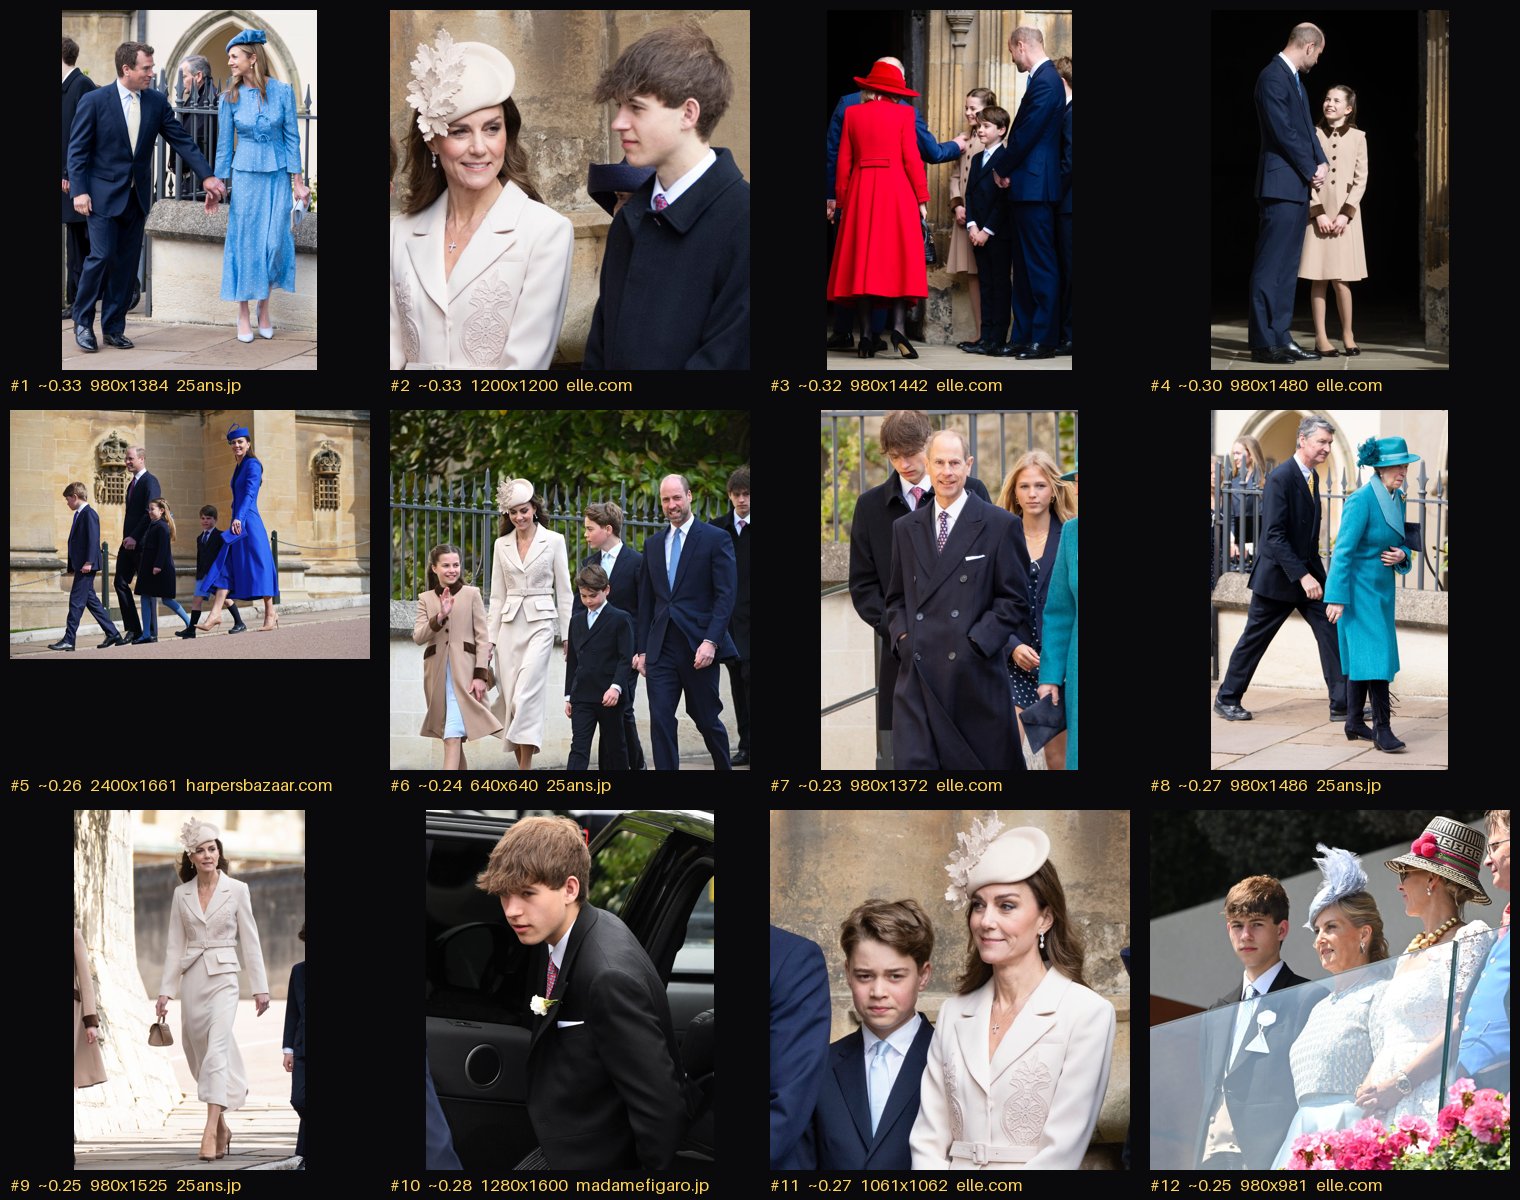 #1 ~0.33 980x1384 25ans.jp
#2 ~0.33 1200x1200 elle.com
#3 ~0.32 980x1442 elle.com
#4 ~0.30 980x1480 elle.com
#5 ~0.26 2400x1661 harpersbazaar.com
#6 ~0.24 640x640 25ans.jp
#7 ~0.23 980x1372 elle.com
#8 ~0.27 980x1486 25ans.jp
#9 ~0.25 980x1525 25ans.jp
#10 ~0.28 1280x1600 madamefigaro.jp
#11 ~0.27 1061x1062 elle.com
#12 ~0.25 980x981 elle.com